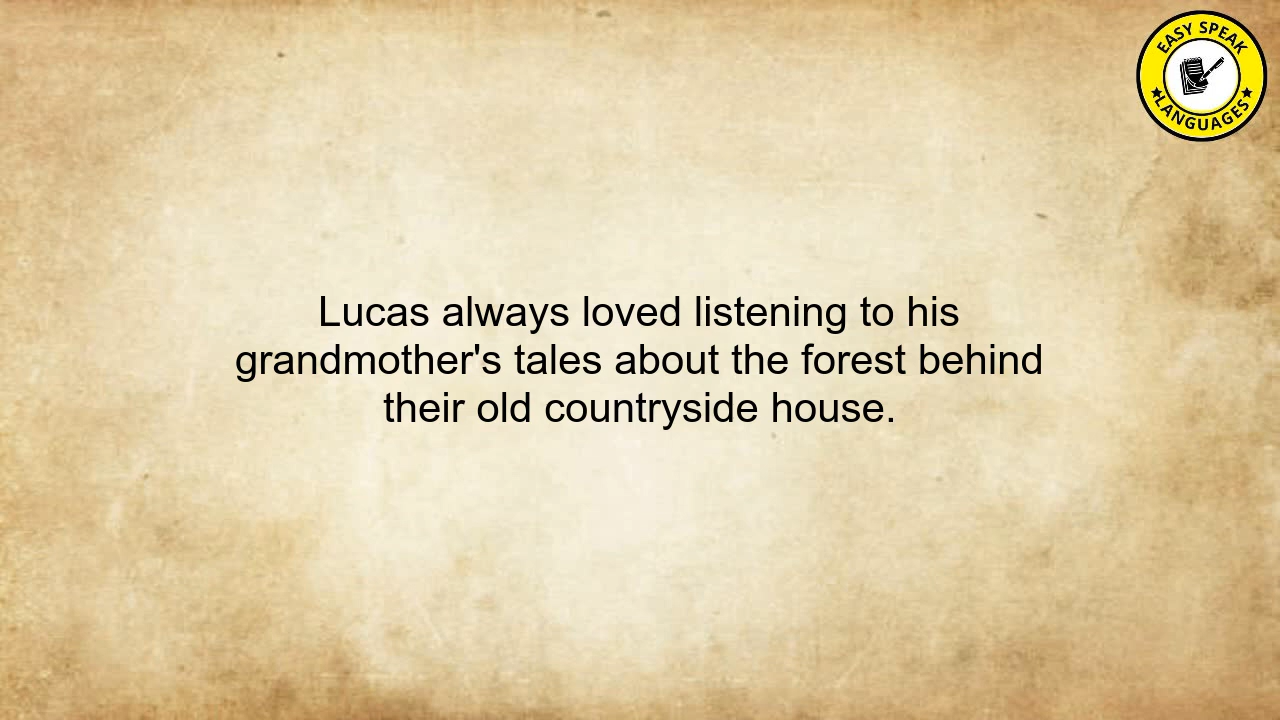 EASY SPEAK
LANGUAGES
Lucas always loved listening to his
grandmother's tales about the forest behind
their old countryside house.